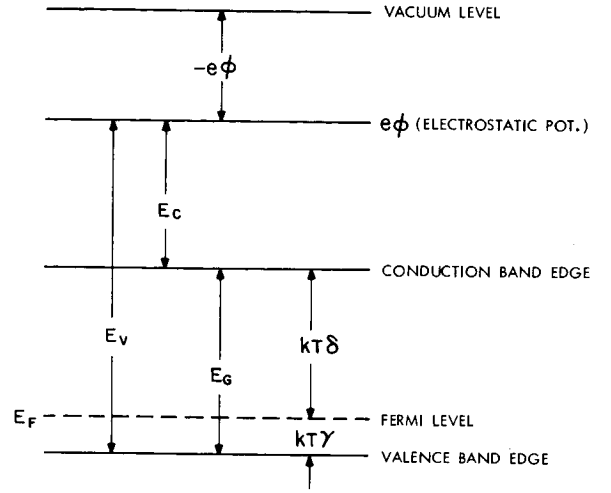 VACUUM LEVEL
-eϕ
eϕ (ELECTROSTATIC POT.)
E_C
CONDUCTION BAND EDGE
E_V
E_G
kTδ
E_F
FERMI LEVEL
kTγ
VALENCE BAND EDGE